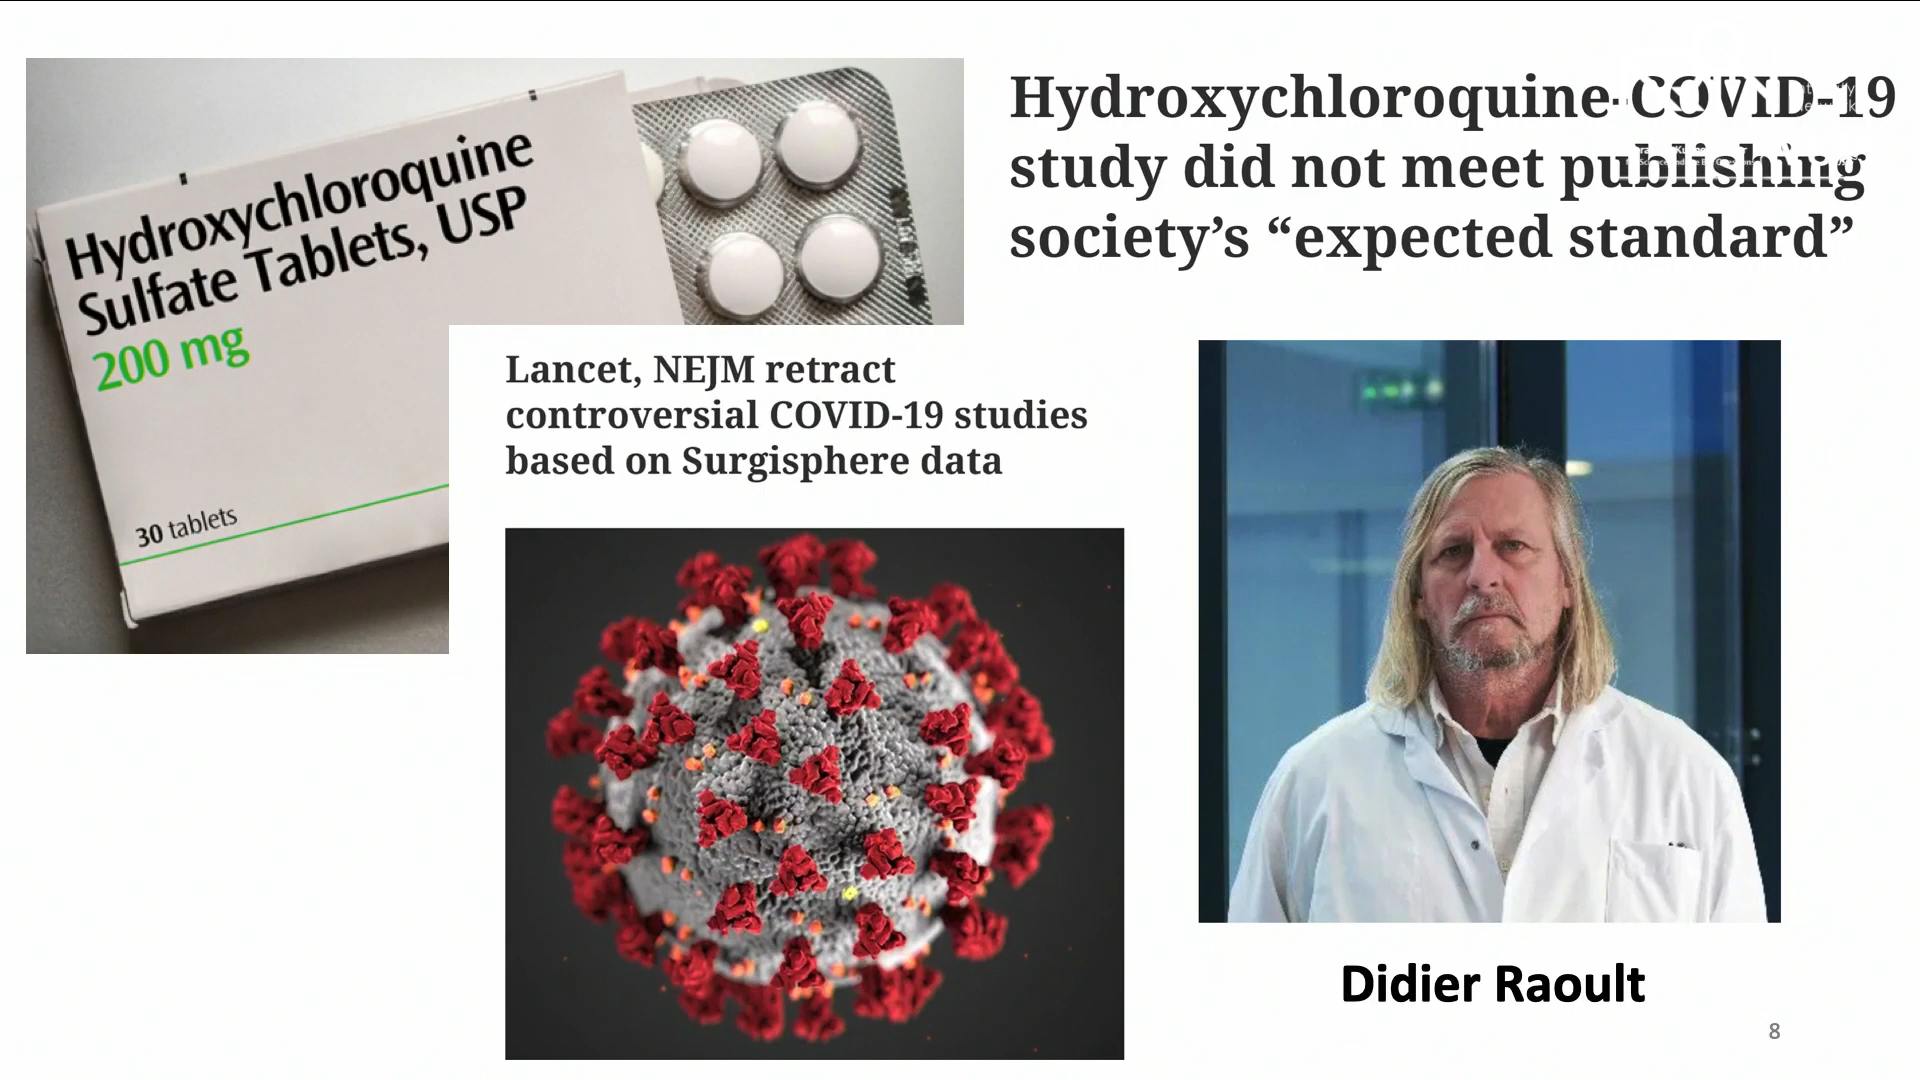 Hydroxychloroquine
Sulfate Tablets, USP
200 mg
30 tablets
Hydroxychloroquine-COVID-19
study did not meet publishing
society’s “expected standard”
Lancet, NEJM retract
controversial COVID-19 studies
based on Surgisphere data
Didier Raoult
8